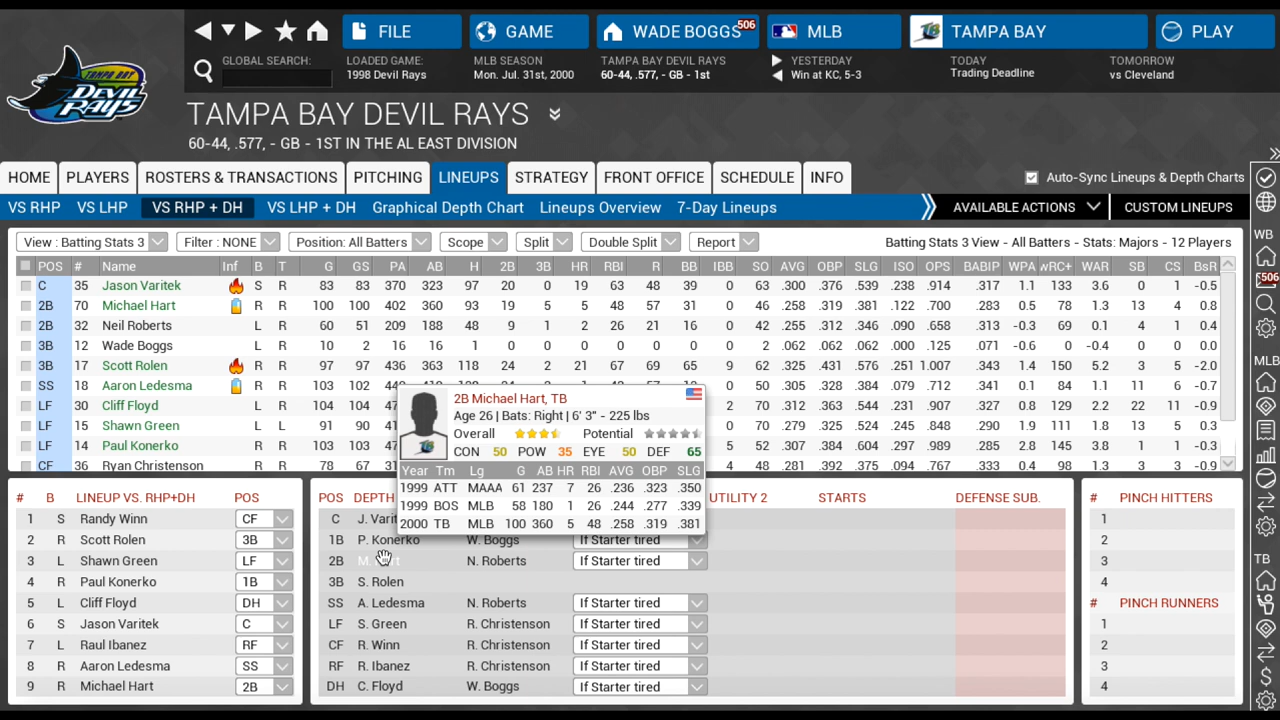 FILE GAME WADE BOGGS 506 MLB TAMPA BAY PLAY
GLOBAL SEARCH: LOADED GAME: MLB SEASON TAMPA BAY DEVIL RAYS YESTERDAY TODAY TOMORROW
1998 Devil Rays Mon. Jul. 31st, 2000 60-44, .577, - GB - 1st Win at KC, 5-3 Trading Deadline vs Cleveland
TAMPA BAY DEVIL RAYS
TAMPA BAY DEVIL RAYS
60-44, .577, - GB - 1ST IN THE AL EAST DIVISION
HOME PLAYERS ROSTERS & TRANSACTIONS PITCHING LINEUPS STRATEGY FRONT OFFICE SCHEDULE INFO Auto-Sync Lineups & Depth Charts
VS RHP VS LHP VS RHP + DH VS LHP + DH Graphical Depth Chart Lineups Overview 7-Day Lineups AVAILABLE ACTIONS CUSTOM LINEUPS
View : Batting Stats 3 Filter : NONE Position: All Batters Scope Split Double Split Report Batting Stats 3 View - All Batters - Stats: Majors - 12 Players
POS # Name Inf B T G GS PA AB H 2B 3B HR RBI R BB IBB SO AVG OBP SLG ISO OPS BABIP WPA wRC+ WAR SB CS BsR
C 35 Jason Varitek S R 83 83 370 323 97 20 0 19 63 48 39 0 63 .300 .376 .539 .238 .914 .317 1.1 133 3.6 0 1 -0.5
2B 70 Michael Hart R R 100 100 402 360 93 19 5 5 48 57 31 0 46 .258 .319 .381 .122 .700 .283 0.5 78 1.3 13 4 0.8
2B 32 Neil Roberts L R 60 51 209 188 48 9 1 2 26 21 16 0 42 .255 .312 .346 .090 .658 .313 -0.3 69 0.1 4 1 0.4
3B 12 Wade Boggs L R 10 2 16 16 1 0 0 0 0 0 0 0 2 .062 .062 .062 .000 .125 .071 -0.6 0 -0.4 0 0 0.0
3B 17 Scott Rolen R R 97 97 436 363 118 24 2 21 67 69 65 9 62 .325 .431 .576 .251 1.007 .343 1.4 150 5.2 3 2 -2.0
SS 18 Aaron Ledesma R R 103 102 50 .305 .328 .384 .079 .712 .341 0.1 84 1.1 11 6 -0.7
LF 30 Cliff Floyd L R 104 104 2 70 .312 .363 .544 .231 .907 .327 0.8 129 2.2 22 11 -0.9
LF 15 Shawn Green L L 91 90 0 70 .279 .325 .524 .245 .848 .290 1.9 111 1.8 13 3 0.3
LF 14 Paul Konerko R R 103 103 5 52 .307 .384 .604 .297 .989 .285 2.8 145 3.8 1 1 -0.3
CF 36 Ryan Christenson R R 78 67 4 48 .281 .392 .375 .094 .767 .333 0.4 98 1.3 4 3 -0.5
2B Michael Hart, TB
Age 26 | Bats: Right | 6' 3" - 225 lbs
Overall Potential
CON 50 POW 35 EYE 50 DEF 65
Year Tm Lg G AB HR RBI AVG OBP SLG
1999 ATT MAAA 61 237 7 26 .236 .323 .350
1999 BOS MLB 58 180 1 26 .244 .277 .339
2000 TB MLB 100 360 5 48 .258 .319 .381
# B LINEUP VS. RHP+DH POS
1 S Randy Winn CF
2 R Scott Rolen 3B
3 L Shawn Green LF
4 R Paul Konerko 1B
5 L Cliff Floyd DH
6 S Jason Varitek C
7 L Raul Ibanez RF
8 R Aaron Ledesma SS
9 R Michael Hart 2B
POS UTILITY 2 STARTS DEFENSE SUB.
C
1B P. Konerko W. Boggs If Starter tired
2B N. Roberts If Starter tired
3B S. Rolen
SS A. Ledesma N. Roberts If Starter tired
LF S. Green R. Christenson If Starter tired
CF R. Winn R. Christenson If Starter tired
RF R. Ibanez R. Christenson If Starter tired
DH C. Floyd W. Boggs If Starter tired
# PINCH HITTERS
1
2
3
4
# PINCH RUNNERS
1
2
3
4
WB
506
MLB
TB